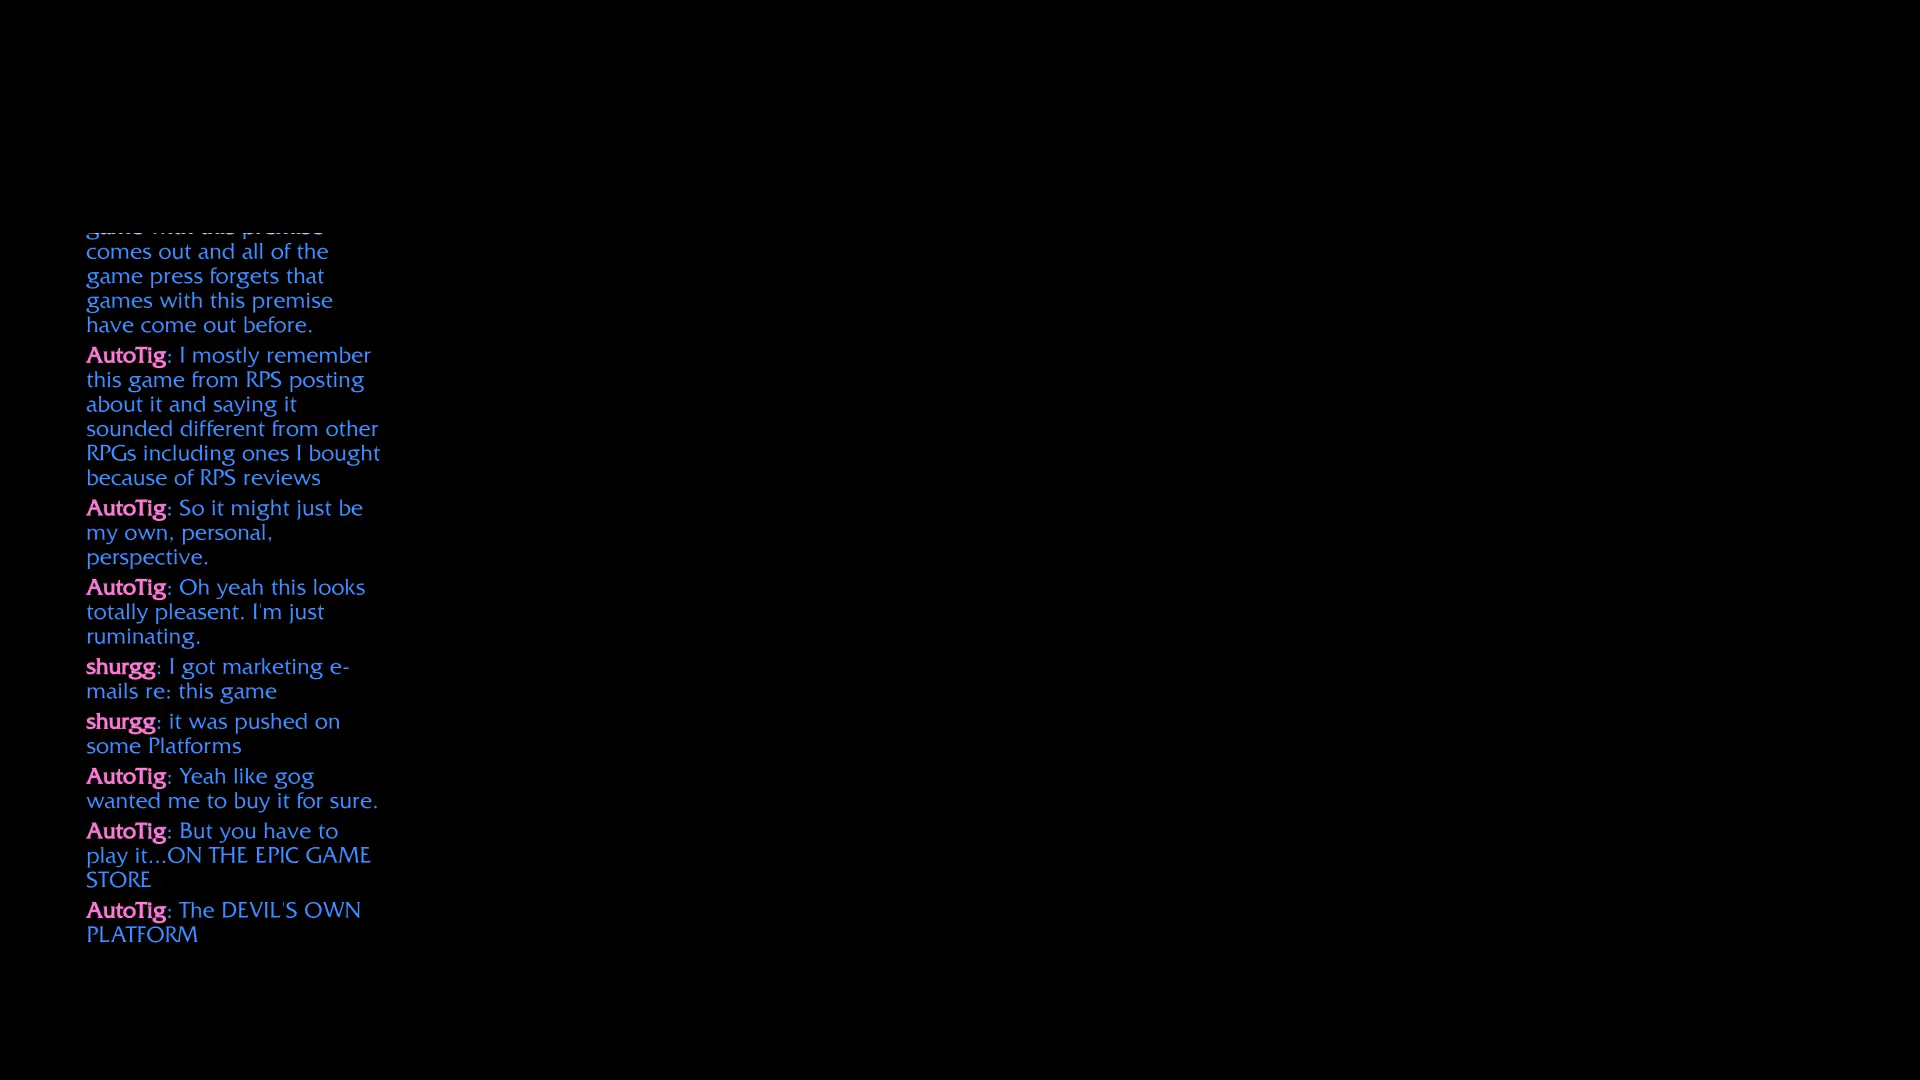 game with this premise
comes out and all of the
game press forgets that
games with this premise
have come out before.
AutoTig: I mostly remember
this game from RPS posting
about it and saying it
sounded different from other
RPGs including ones I bought
because of RPS reviews
AutoTig: So it might just be
my own, personal,
perspective.
AutoTig: Oh yeah this looks
totally pleasent. I'm just
ruminating.
shurgg: I got marketing e-
mails re: this game
shurgg: it was pushed on
some Platforms
AutoTig: Yeah like gog
wanted me to buy it for sure.
AutoTig: But you have to
play it...ON THE EPIC GAME
STORE
AutoTig: The DEVIL'S OWN
PLATFORM